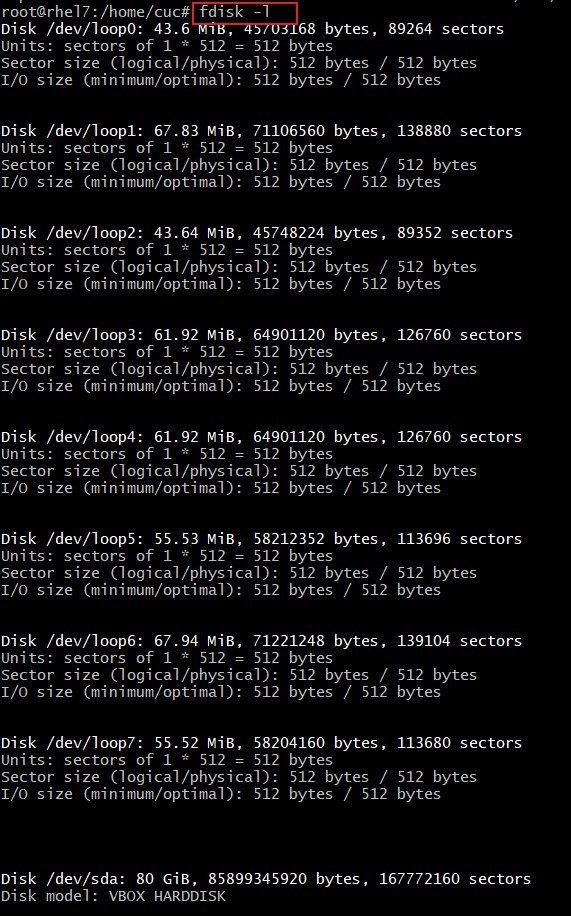 root@rhel7:/home/cuc# fdisk -l
Disk /dev/loop0: 43.6 MiB, 45703168 bytes, 89264 sectors
Units: sectors of 1 * 512 = 512 bytes
Sector size (logical/physical): 512 bytes / 512 bytes
I/O size (minimum/optimal): 512 bytes / 512 bytes
Disk /dev/loop1: 67.83 MiB, 71106560 bytes, 138880 sectors
Units: sectors of 1 * 512 = 512 bytes
Sector size (logical/physical): 512 bytes / 512 bytes
I/O size (minimum/optimal): 512 bytes / 512 bytes
Disk /dev/loop2: 43.64 MiB, 45748224 bytes, 89352 sectors
Units: sectors of 1 * 512 = 512 bytes
Sector size (logical/physical): 512 bytes / 512 bytes
I/O size (minimum/optimal): 512 bytes / 512 bytes
Disk /dev/loop3: 61.92 MiB, 64901120 bytes, 126760 sectors
Units: sectors of 1 * 512 = 512 bytes
Sector size (logical/physical): 512 bytes / 512 bytes
I/O size (minimum/optimal): 512 bytes / 512 bytes
Disk /dev/loop4: 61.92 MiB, 64901120 bytes, 126760 sectors
Units: sectors of 1 * 512 = 512 bytes
Sector size (logical/physical): 512 bytes / 512 bytes
I/O size (minimum/optimal): 512 bytes / 512 bytes
Disk /dev/loop5: 55.53 MiB, 58212352 bytes, 113696 sectors
Units: sectors of 1 * 512 = 512 bytes
Sector size (logical/physical): 512 bytes / 512 bytes
I/O size (minimum/optimal): 512 bytes / 512 bytes
Disk /dev/loop6: 67.94 MiB, 71221248 bytes, 139104 sectors
Units: sectors of 1 * 512 = 512 bytes
Sector size (logical/physical): 512 bytes / 512 bytes
I/O size (minimum/optimal): 512 bytes / 512 bytes
Disk /dev/loop7: 55.52 MiB, 58204160 bytes, 113680 sectors
Units: sectors of 1 * 512 = 512 bytes
Sector size (logical/physical): 512 bytes / 512 bytes
I/O size (minimum/optimal): 512 bytes / 512 bytes
Disk /dev/sda: 80 GiB, 85899345920 bytes, 167772160 sectors
Disk model: VBOX HARDDISK